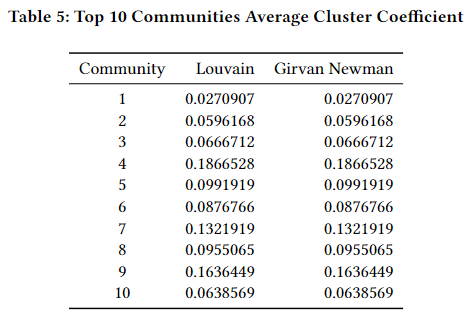 Table 5: Top 10 Communities Average Cluster Coefficient
Community Louvain Girvan Newman
1 0.0270907 0.0270907
2 0.0596168 0.0596168
3 0.0666712 0.0666712
4 0.1866528 0.1866528
5 0.0991919 0.0991919
6 0.0876766 0.0876766
7 0.1321919 0.1321919
8 0.0955065 0.0955065
9 0.1636449 0.1636449
10 0.0638569 0.0638569